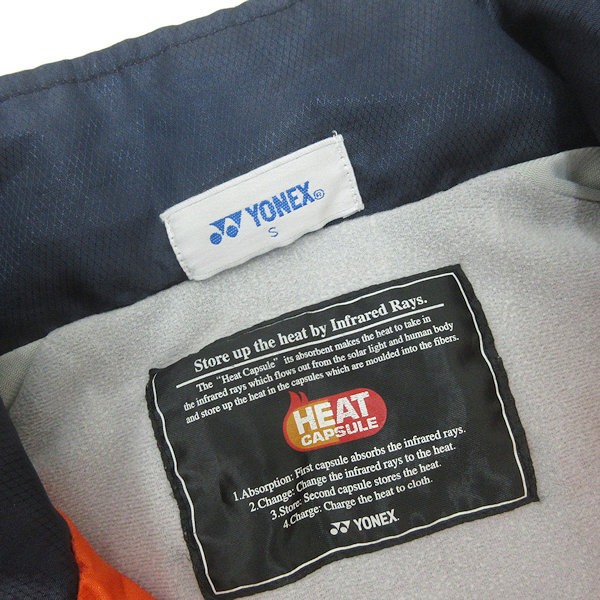 YONEX®
S
Store up the heat by Infrared Rays.
The "Heat Capsule" its absorbent makes the heat to take in
the infrared rays which flows out from the solar light and human body
and store up the heat in the capsules which are moulded into the fibers.
HEAT
CAPSULE
1.Absorption: First capsule absorbs the infrared rays.
2.Change: Change the infrared rays to the heat.
3.Store: Second capsule stores the heat.
4.Charge: Charge the heat to cloth.
YONEX